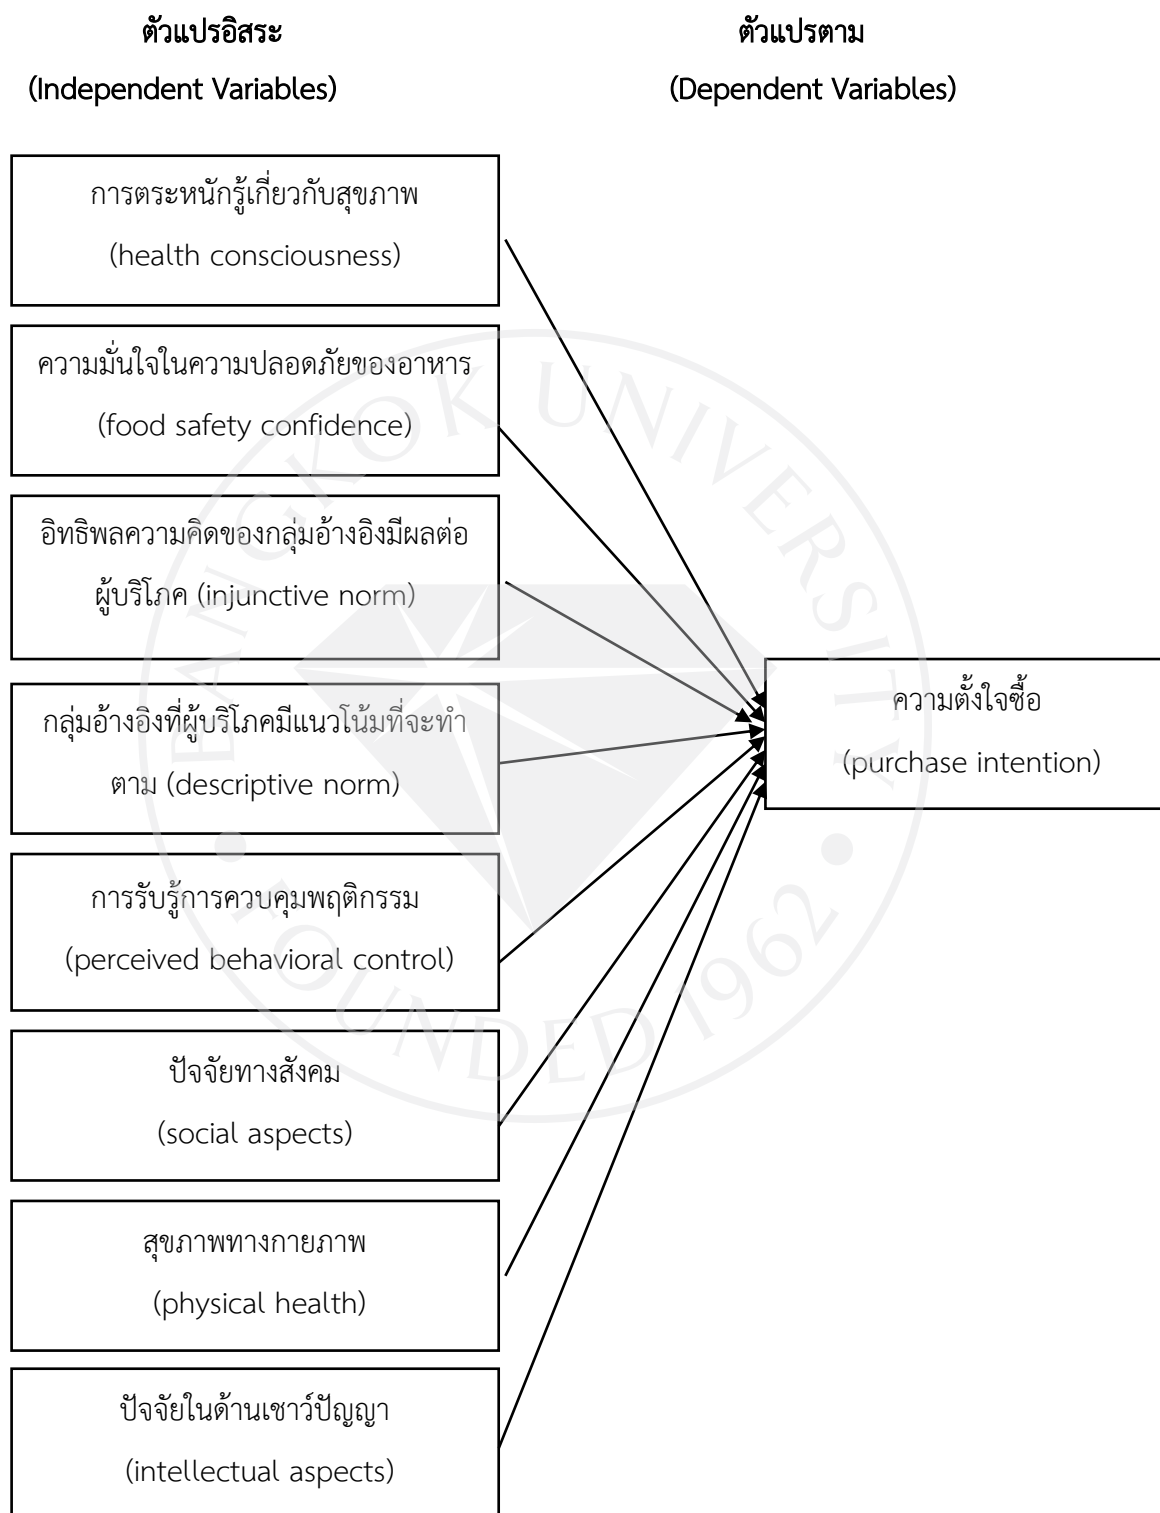 ตัวแปรอิสระ
(Independent Variables)
ตัวแปรตาม
(Dependent Variables)
การตระหนักรู้เกี่ยวกับสุขภาพ
(health consciousness)
ความมั่นใจในความปลอดภัยของอาหาร
(food safety confidence)
อิทธิพลความคิดของกลุ่มอ้างอิงมีผลต่อ
ผู้บริโภค (injunctive norm)
กลุ่มอ้างอิงที่ผู้บริโภคมีแนวโน้มที่จะทำ
ตาม (descriptive norm)
การรับรู้การควบคุมพฤติกรรม
(perceived behavioral control)
ปัจจัยทางสังคม
(social aspects)
สุขภาพทางกายภาพ
(physical health)
ปัจจัยในด้านเชาว์ปัญญา
(intellectual aspects)
ความตั้งใจซื้อ
(purchase intention)
BANGKOK UNIVERSITY
FOUNDED 1962